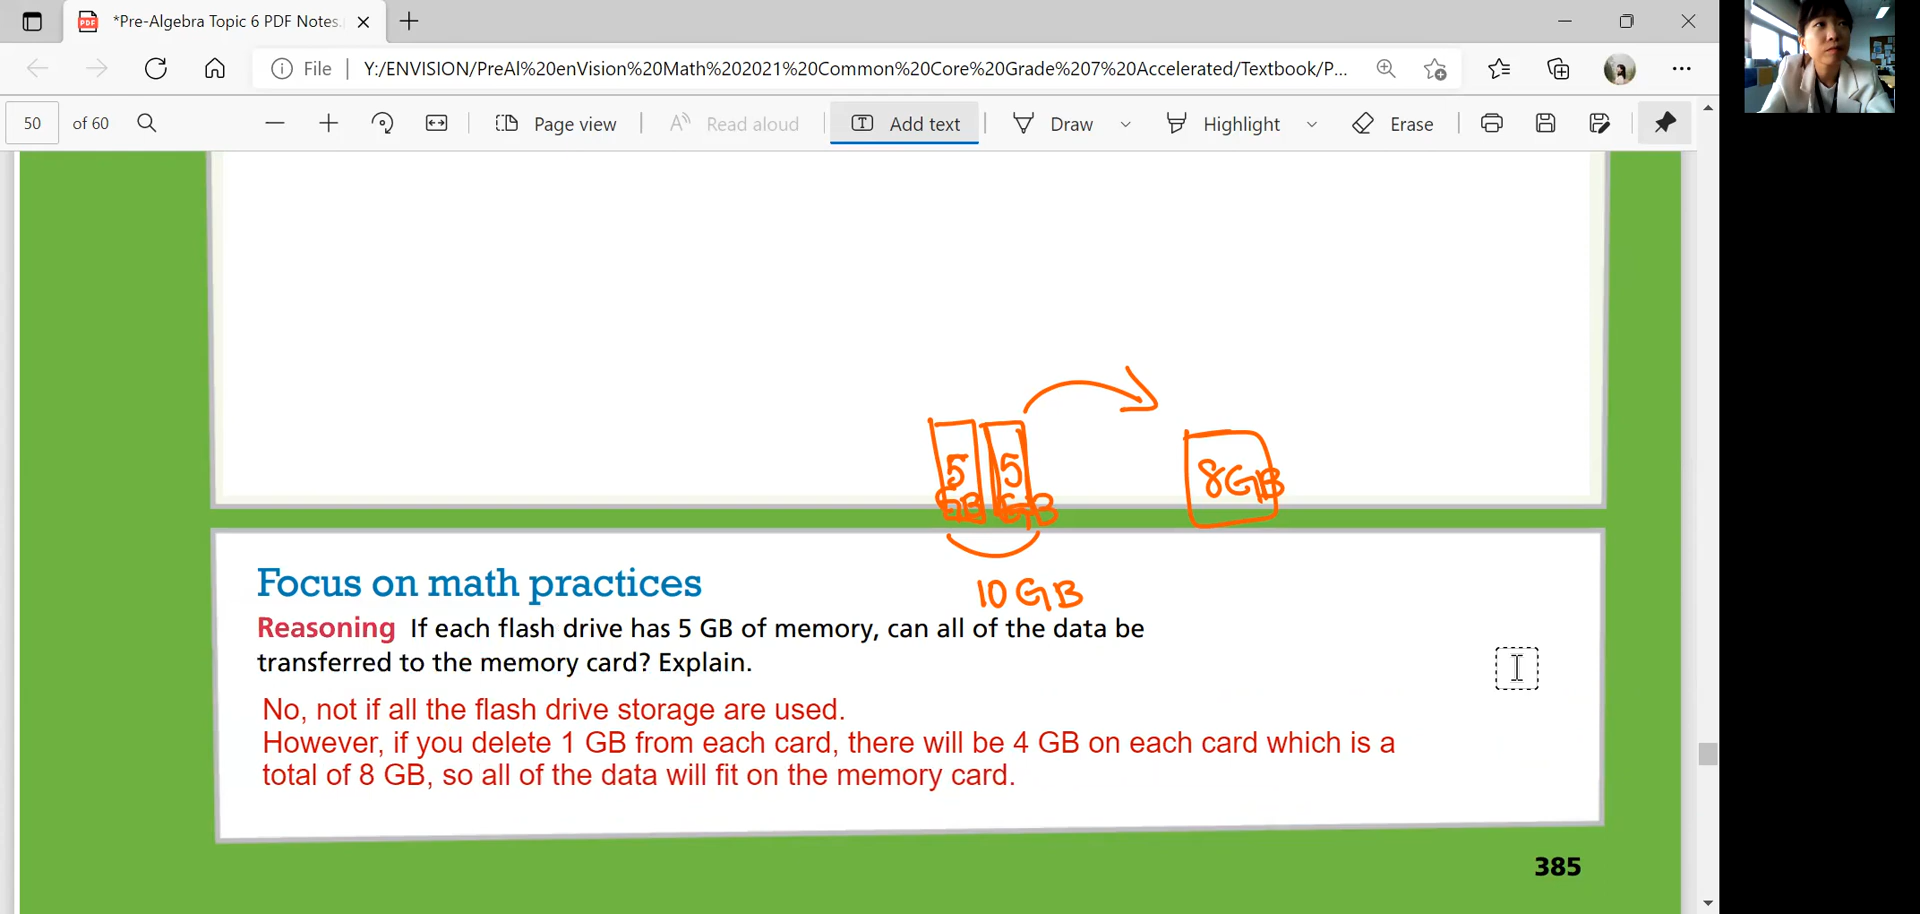 *Pre-Algebra Topic 6 PDF Notes.
File
Y:/ENVISION/PreAl%20enVision%20Math%202021%20Common%20Core%20Grade%207%20Accelerated/Textbook/P...
50 of 60
Page view
Read aloud
Add text
Draw
Highlight
Erase
5 GB
5 GB
8GB
10 GB
Focus on math practices
Reasoning If each flash drive has 5 GB of memory, can all of the data be
transferred to the memory card? Explain.
No, not if all the flash drive storage are used.
However, if you delete 1 GB from each card, there will be 4 GB on each card which is a
total of 8 GB, so all of the data will fit on the memory card.
385